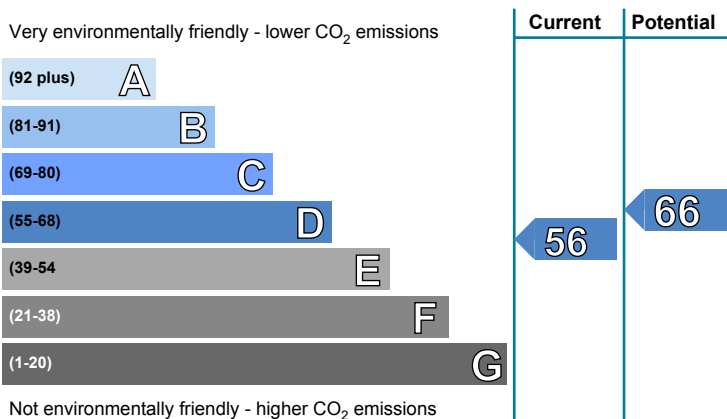 Current Potential
Very environmentally friendly - lower CO2 emissions
(92 plus) A
(81-91) B
(69-80) C
66
(55-68) D
56
(39-54 E
(21-38) F
(1-20) G
Not environmentally friendly - higher CO2 emissions